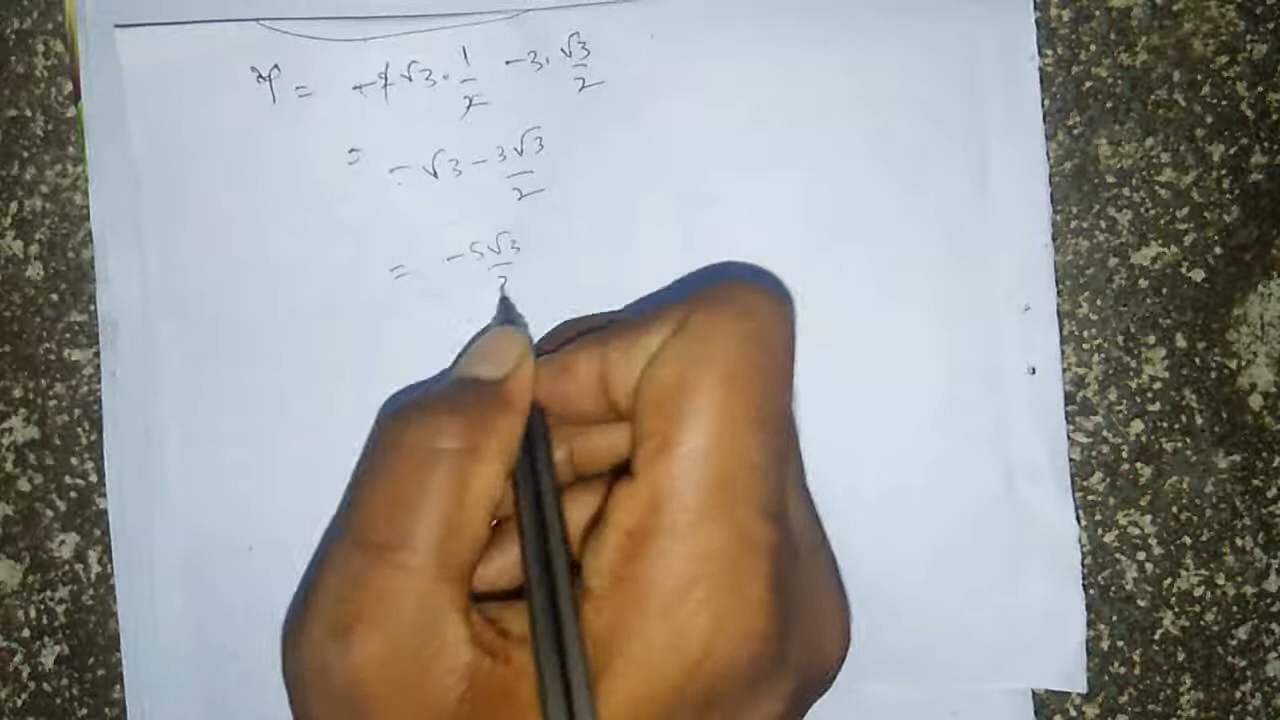 = -2√3 · 1/2 - 3 · √3/2
= -√3 - 3√3/2
= -5√3/2